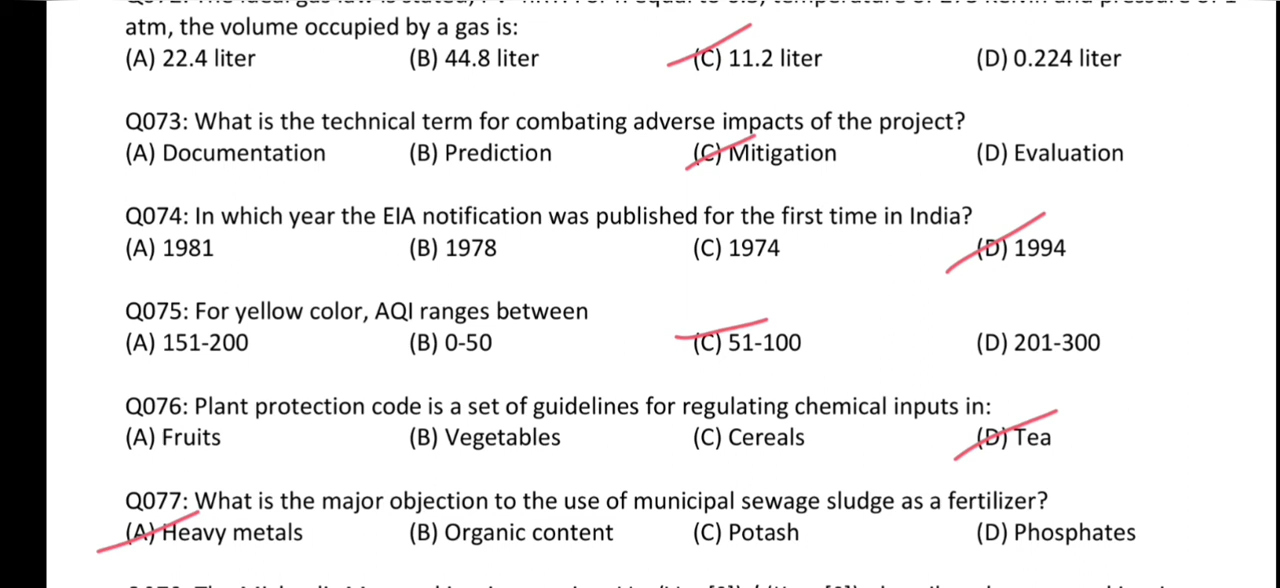 atm, the volume occupied by a gas is:
(A) 22.4 liter (B) 44.8 liter (C) 11.2 liter (D) 0.224 liter
Q073: What is the technical term for combating adverse impacts of the project?
(A) Documentation (B) Prediction (C) Mitigation (D) Evaluation
Q074: In which year the EIA notification was published for the first time in India?
(A) 1981 (B) 1978 (C) 1974 (D) 1994
Q075: For yellow color, AQI ranges between
(A) 151-200 (B) 0-50 (C) 51-100 (D) 201-300
Q076: Plant protection code is a set of guidelines for regulating chemical inputs in:
(A) Fruits (B) Vegetables (C) Cereals (D) Tea
Q077: What is the major objection to the use of municipal sewage sludge as a fertilizer?
(A) Heavy metals (B) Organic content (C) Potash (D) Phosphates